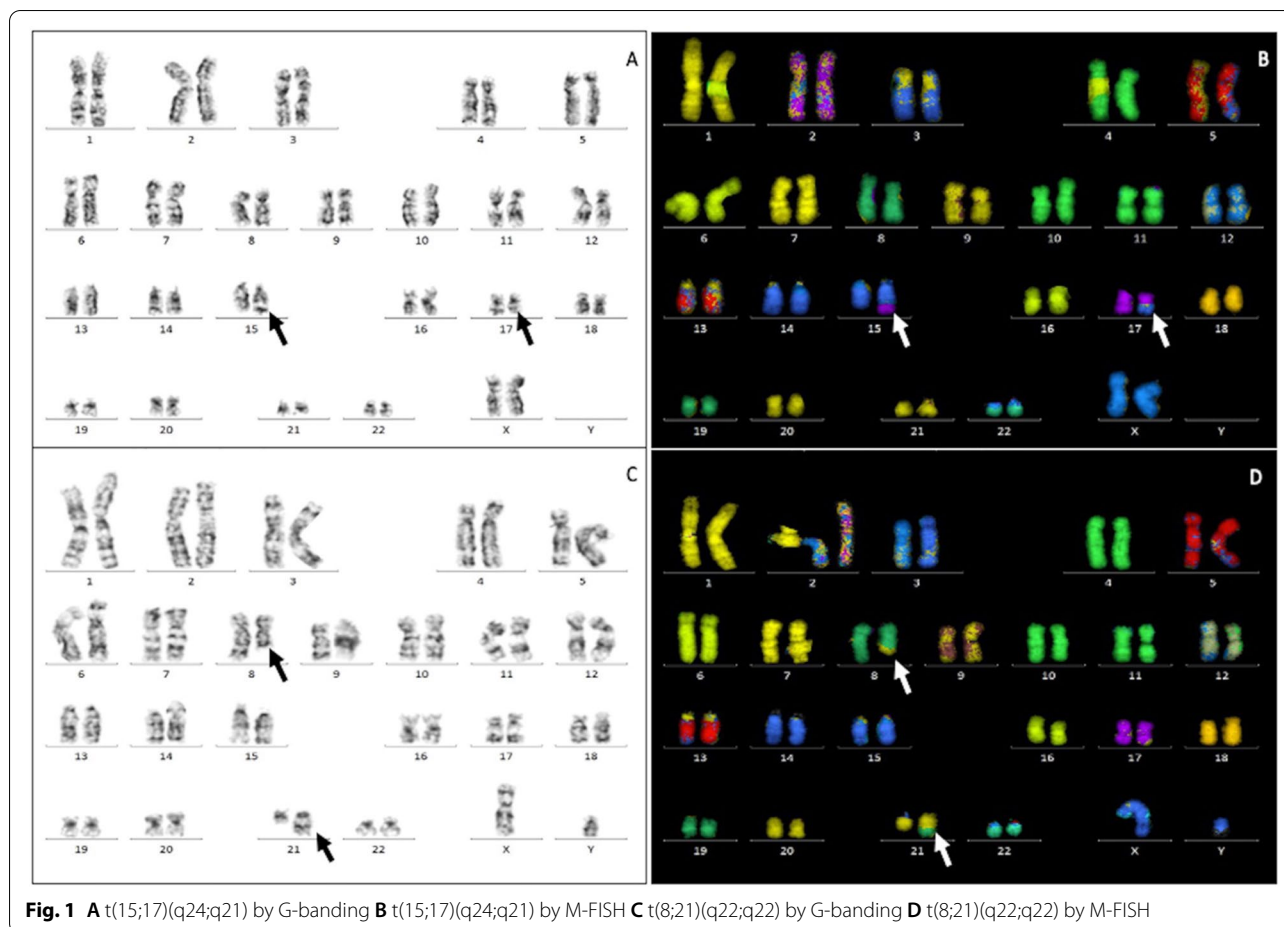 A
1 2 3 4 5
6 7 8 9 10 11 12
13 14 15 16 17 18
19 20 21 22 X Y
B
1 2 3 4 5
6 7 8 9 10 11 12
13 14 15 16 17 18
19 20 21 22 X Y
C
1 2 3 4 5
6 7 8 9 10 11 12
13 14 15 16 17 18
19 20 21 22 X Y
D
1 2 3 4 5
6 7 8 9 10 11 12
13 14 15 16 17 18
19 20 21 22 X Y
Fig. 1 A t(15;17)(q24;q21) by G-banding B t(15;17)(q24;q21) by M-FISH C t(8;21)(q22;q22) by G-banding D t(8;21)(q22;q22) by M-FISH